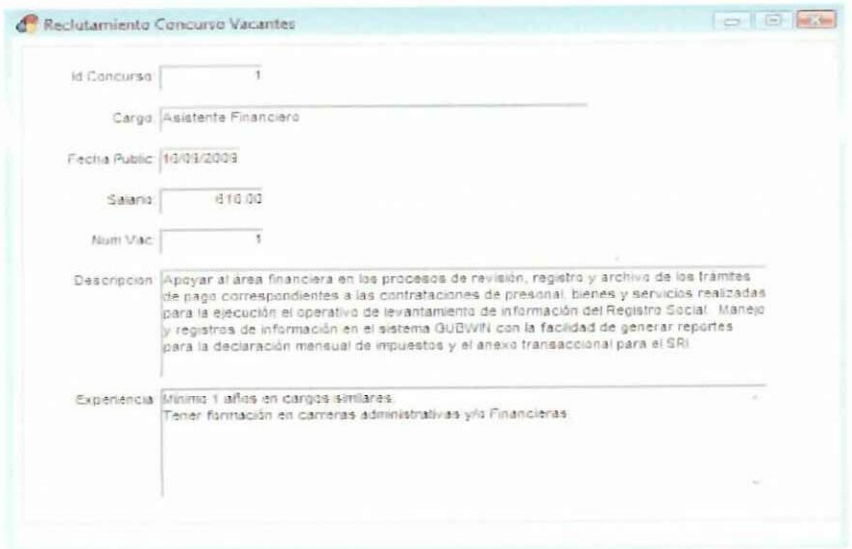 Reclutamiento Concurso Vacantes
Id Concurso: 1
Cargo: Asistente Financiero
Fecha Public:
Salario: 610.00
Num Vac: 1
Descripcion: Apoyar al área financiera en los procesos de revisión, registro y archivo de los trámites
de pago correspondientes a las contrataciones de presonal, bienes y servicios realizadas
para la ejecución el operativo de levantamiento de información del Registro Social. Manejo
y registros de información en el sistema GUBWIN con la facilidad de generar reportes
para la declaración mensual de impuestos y el anexo transaccional para el SRI.
Experiencia: Mínimo 1 años en cargos similares.
Tener formación en carreras administrativas y/o Financieras